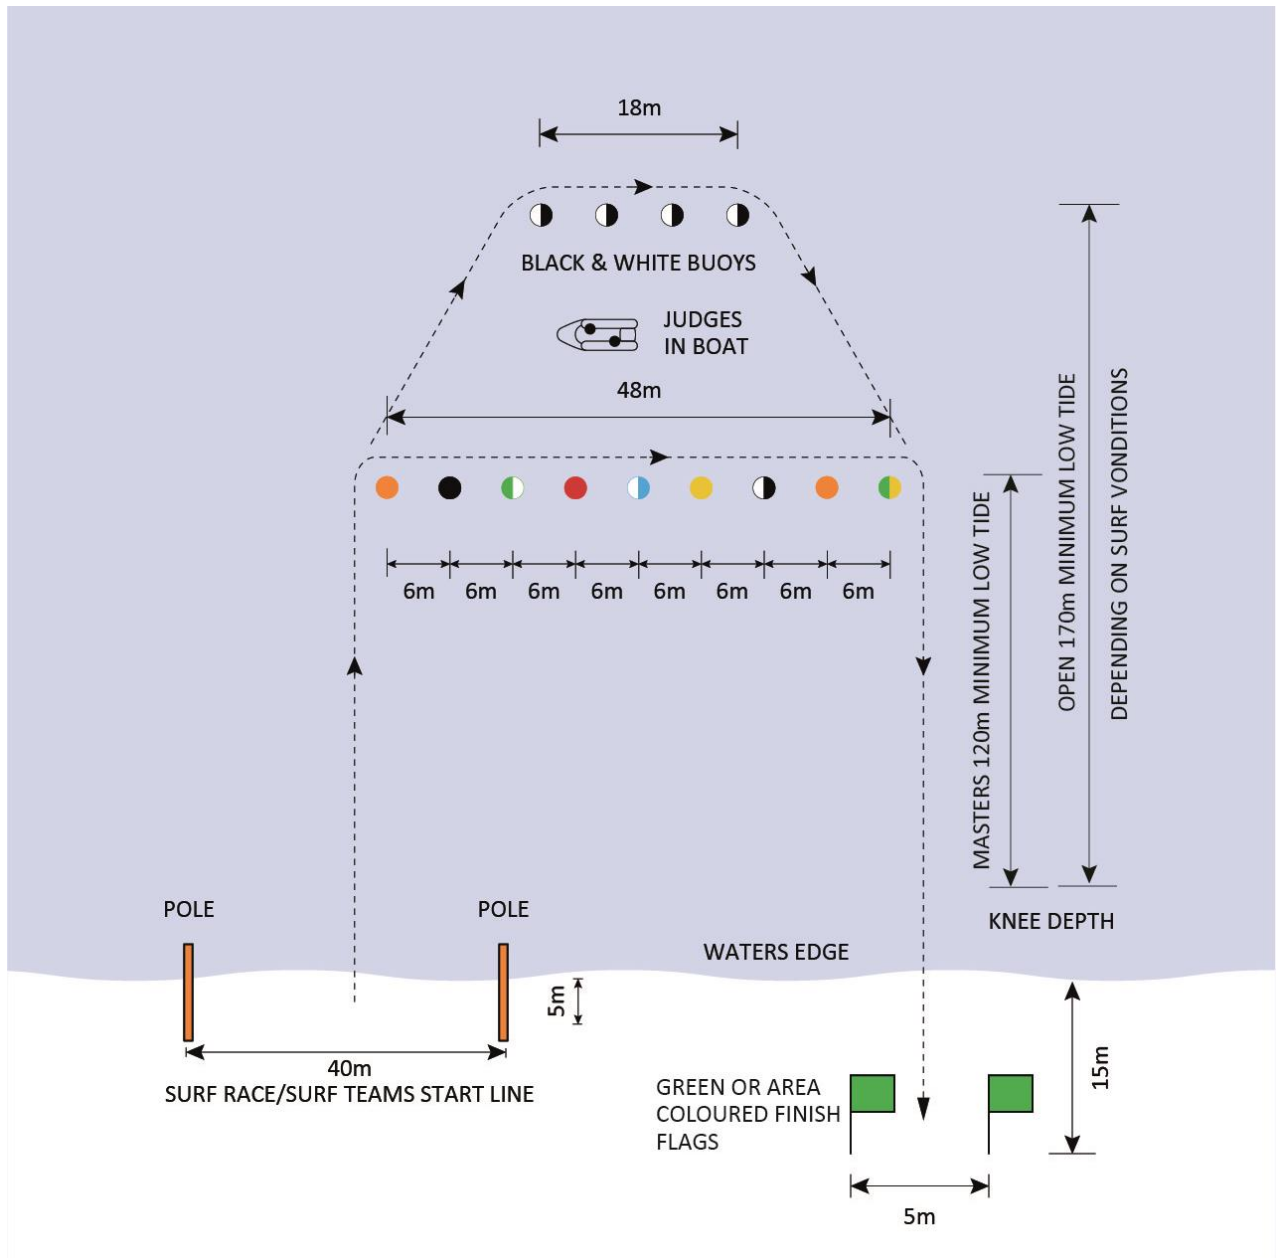 18m
BLACK & WHITE BUOYS
JUDGES
IN BOAT
48m
6m
6m
6m
6m
6m
6m
6m
6m
MASTERS 120m MINIMUM LOW TIDE
OPEN 170m MINIMUM LOW TIDE
DEPENDING ON SURF VONDITIONS
POLE
POLE
KNEE DEPTH
WATERS EDGE
5m
40m
SURF RACE/SURF TEAMS START LINE
15m
GREEN OR AREA
COLOURED FINISH
FLAGS
5m